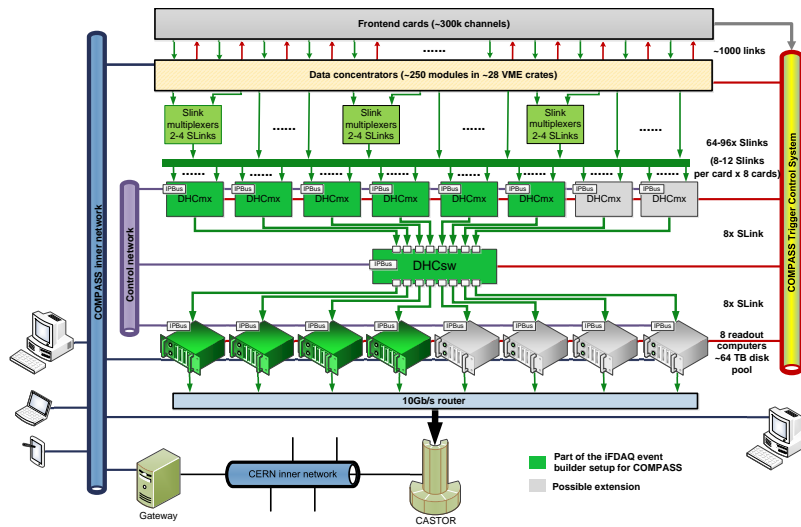 Frontend cards (~300k channels)
~1000 links
Data concentrators (~250 modules in ~28 VME crates)
Slink
multiplexers
2-4 SLinks
Slink
multiplexers
2-4 SLinks
Slink
multiplexers
2-4 SLinks
64-96x Slinks
(8-12 Slinks
per card x 8 cards)
IPBus
IPBus
IPBus
IPBus
IPBus
IPBus
IPBus
IPBus
DHCmx
DHCmx
DHCmx
DHCmx
DHCmx
DHCmx
DHCmx
DHCmx
COMPASS inner network
Control network
COMPASS Trigger Control System
8x SLink
IPBus
DHCsw
8x SLink
IPBus
IPBus
IPBus
IPBus
IPBus
IPBus
IPBus
IPBus
8 readout
computers
~64 TB disk
pool
10Gb/s router
Gateway
CERN inner network
CASTOR
Part of the iFDAQ event
builder setup for COMPASS
Possible extension